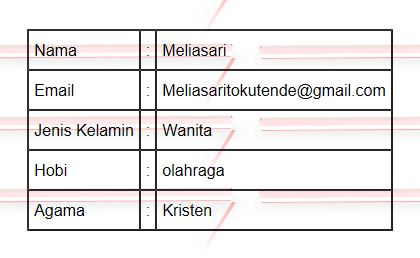 Nama : Meliasari
Email : Meliasaritokutende@gmail.com
Jenis Kelamin : Wanita
Hobi : olahraga
Agama : Kristen